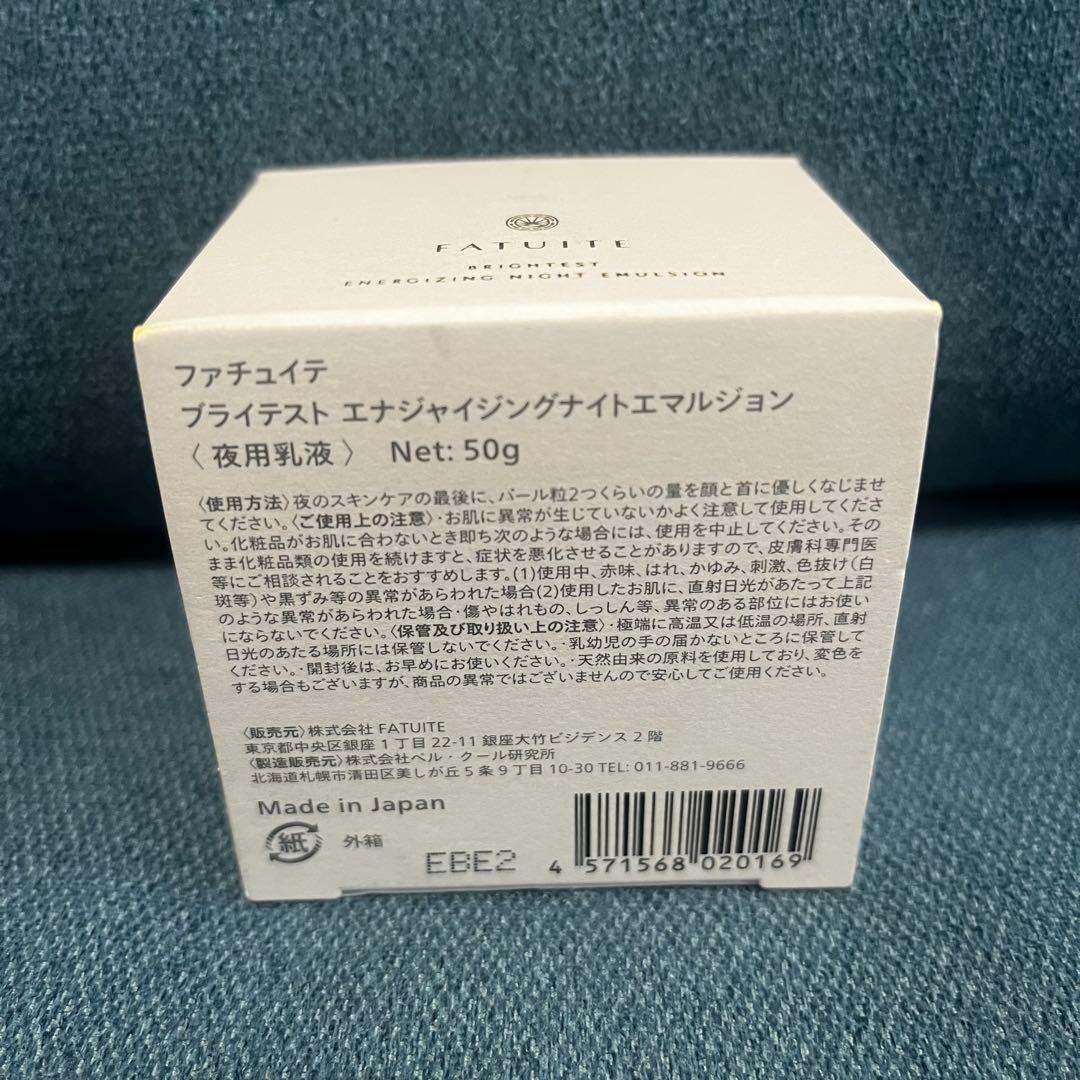 FATUITE
BRIGHTEST
ENERGIZING NIGHT EMULSION
ファチュイテ
ブライテスト エナジャイジングナイトエマルジョン
〈 夜用乳液 〉 Net: 50g
〈使用方法〉夜のスキンケアの最後に、パール粒2つくらいの量を顔と首に優しくなじませ
てください。〈ご使用上の注意〉・お肌に異常が生じていないかよく注意して使用してくださ
い。化粧品がお肌に合わないとき即ち次のような場合には、使用を中止してください。その
まま化粧品類の使用を続けますと、症状を悪化させることがありますので、皮膚科専門医
等にご相談されることをおすすめします。(1)使用中、赤味、はれ、かゆみ、刺激、色抜け(白
斑等)や黒ずみ等の異常があらわれた場合(2)使用したお肌に、直射日光があたって上記
のような異常があらわれた場合・傷やはれもの、しっしん等、異常のある部位にはお使い
にならないでください。〈保管及び取り扱い上の注意〉・極端に高温又は低温の場所、直射
日光のあたる場所には保管しないでください。・乳幼児の手の届かないところに保管して
ください。・開封後は、お早めにお使いください。・天然由来の原料を使用しており、変色を
する場合もございますが、商品の異常ではございませんので安心してご使用ください。
〈販売元〉株式会社 FATUITE
東京都中央区銀座 1 丁目 22-11 銀座大竹ビジデンス 2 階
〈製造販売元〉株式会社ベル・クール研究所
北海道札幌市清田区美しが丘 5 条 9 丁目 10-30 TEL: 011-881-9666
Made in Japan
紙 外箱
EBE2
4 571568 020169